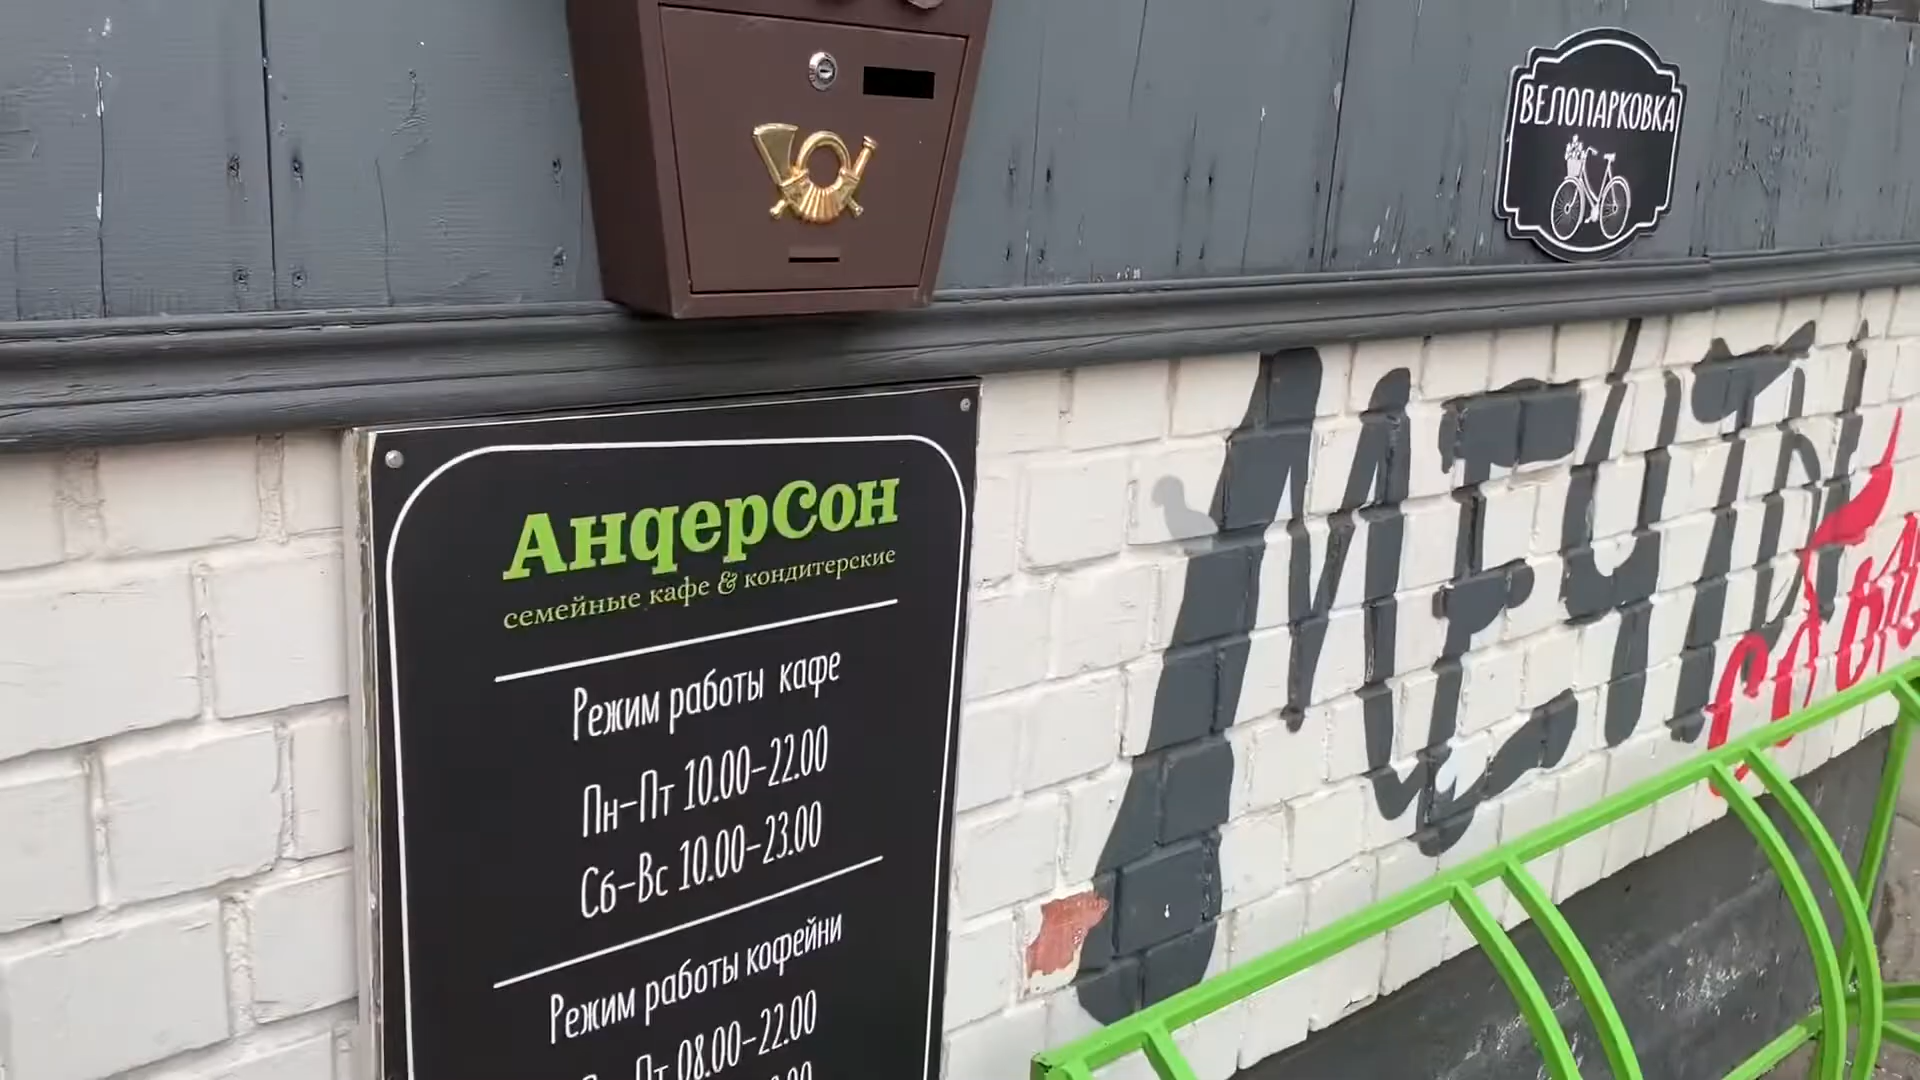 ВЕЛОПАРКОВКА
АндерСон
семейные кафе & кондитерские
Режим работы кафе
Пн–Пт 10.00–22.00
Сб–Вс 10.00–23.00
Режим работы кофейни
Пт 08.00–22.00
МЕЧТЫ